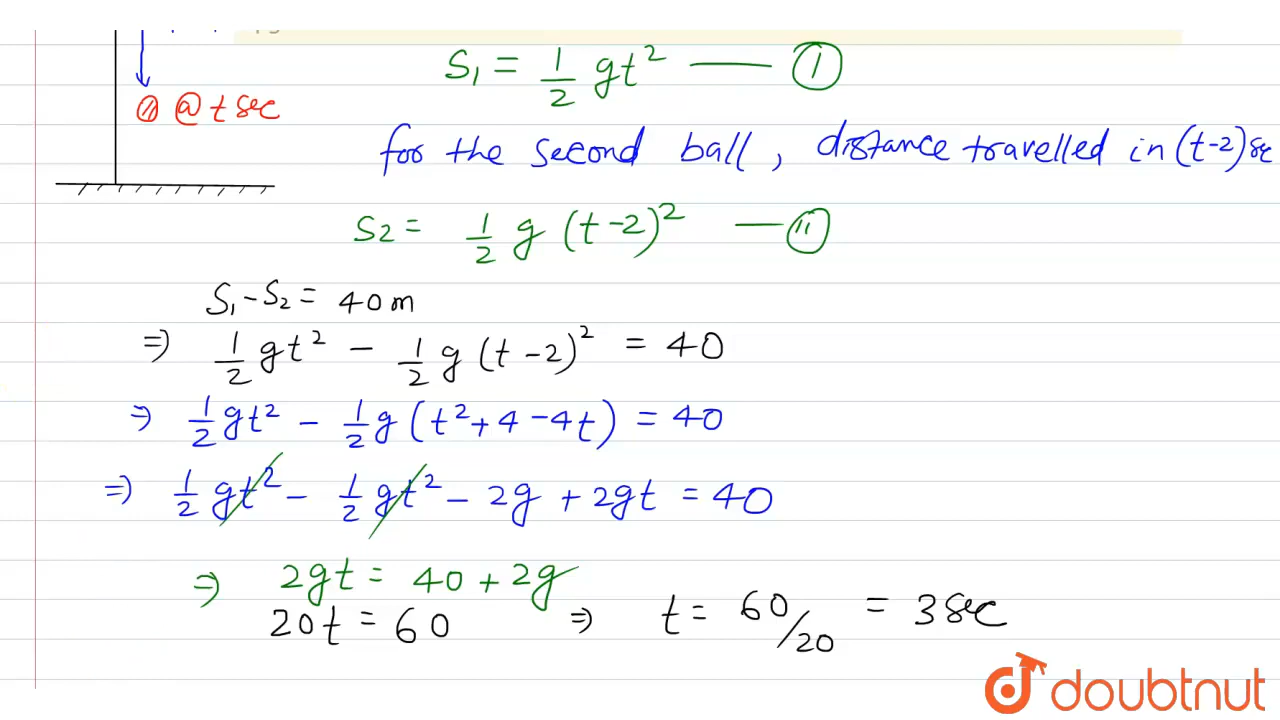 S₁ = 1/2 gt² —— ①
⑪ @ t sec
for the second ball, distance travelled in (t-2) se
S2 = 1/2 g (t-2)² — ⑪
S₁ - S₂ = 40 m
⇒ 1/2 gt² - 1/2 g (t-2)² = 40
⇒ 1/2 gt² - 1/2 g (t² + 4 - 4t) = 40
⇒ 1/2 gt² - 1/2 gt² - 2g + 2gt = 40
⇒ 2gt = 40 + 2g
20t = 60 ⇒ t = 60/20 = 3 sec
doubtnut